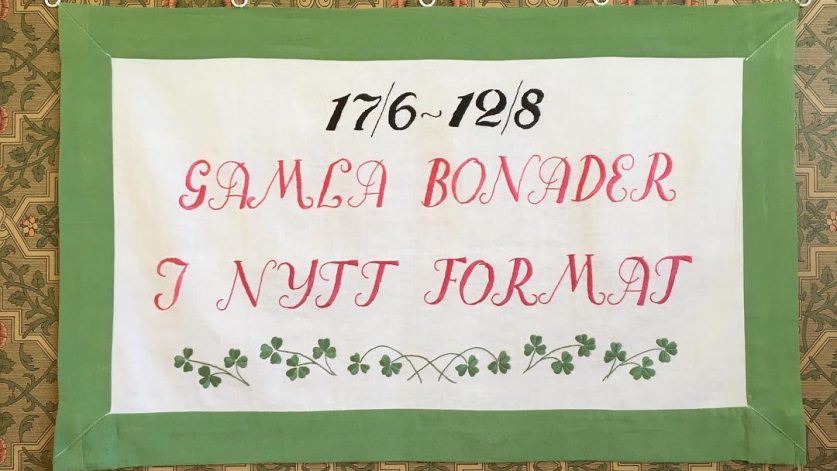 17/6~12/8
GAMLA BONADER
I NYTT FORMAT